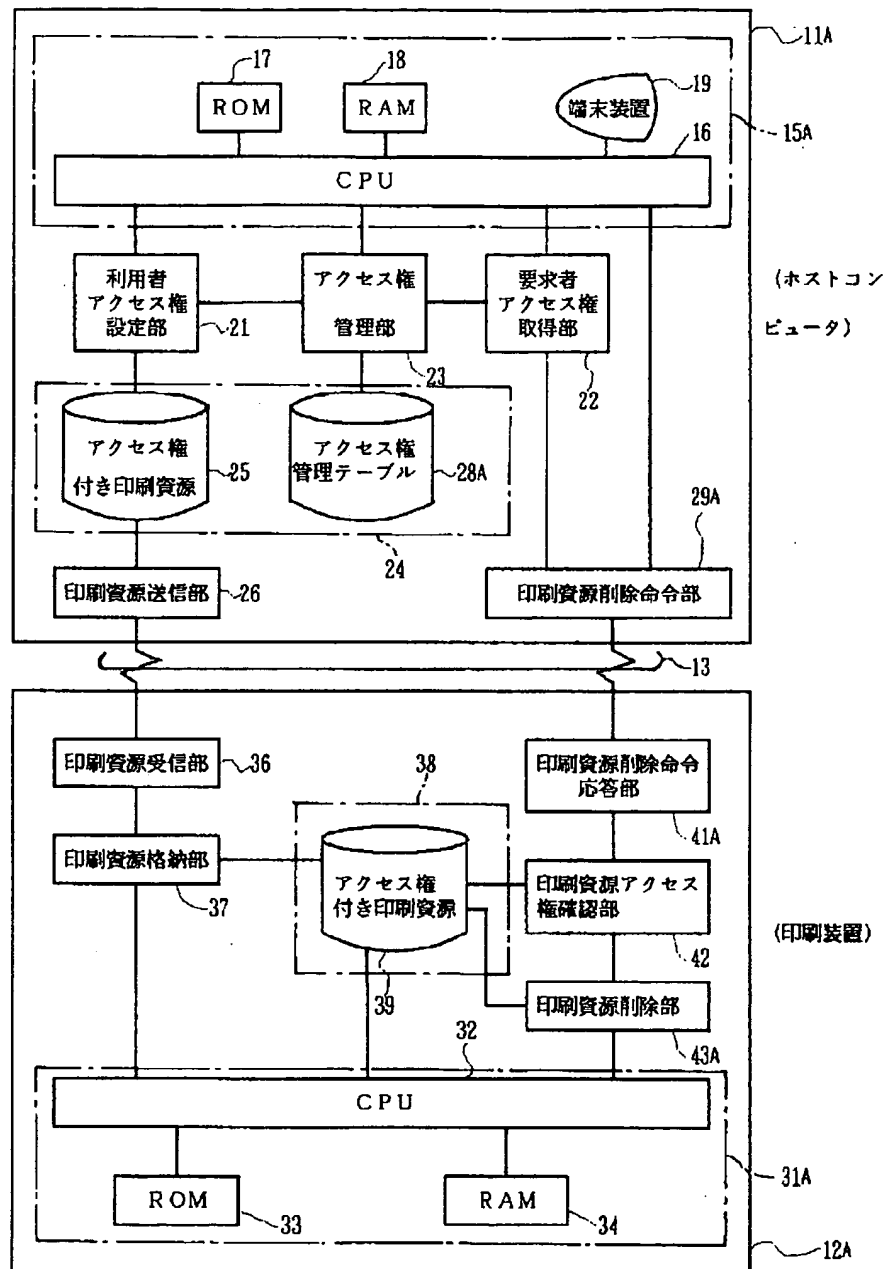 11A
17
18
19
ROM
RAM
端末装置
15A
16
CPU
利用者
アクセス権
設定部
21
アクセス権
管理部
23
要求者
アクセス権
取得部
22
(ホストコン
ピュータ)
アクセス権
付き印刷資源
25
アクセス権
管理テーブル
28A
24
29A
印刷資源送信部
26
印刷資源削除命令部
13
印刷資源受信部
36
38
印刷資源削除命令
応答部
41A
印刷資源格納部
37
アクセス権
付き印刷資源
39
印刷資源アクセス
権確認部
42
(印刷装置)
印刷資源削除部
43A
32
CPU
31A
ROM
33
RAM
34
12A